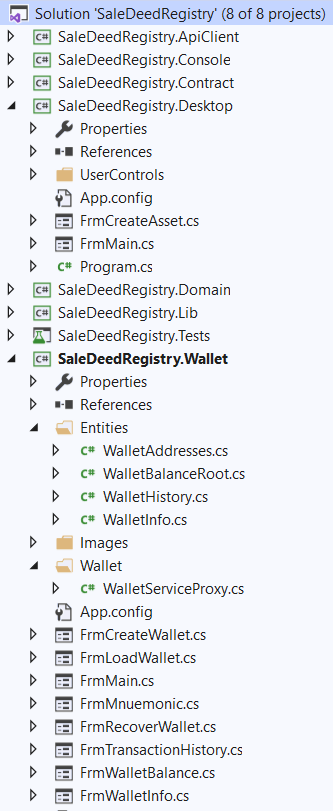 Solution 'SaleDeedRegistry' (8 of 8 projects)
C# SaleDeedRegistry.ApiClient
C# SaleDeedRegistry.Console
C# SaleDeedRegistry.Contract
C# SaleDeedRegistry.Desktop
Properties
References
UserControls
App.config
FrmCreateAsset.cs
FrmMain.cs
C# Program.cs
C# SaleDeedRegistry.Domain
C# SaleDeedRegistry.Lib
SaleDeedRegistry.Tests
C# SaleDeedRegistry.Wallet
Properties
References
Entities
C# WalletAddresses.cs
C# WalletBalanceRoot.cs
C# WalletHistory.cs
C# WalletInfo.cs
Images
Wallet
C# WalletServiceProxy.cs
App.config
FrmCreateWallet.cs
FrmLoadWallet.cs
FrmMain.cs
FrmMnuemonic.cs
FrmRecoverWallet.cs
FrmTransactionHistory.cs
FrmWalletBalance.cs
FrmWalletInfo.cs